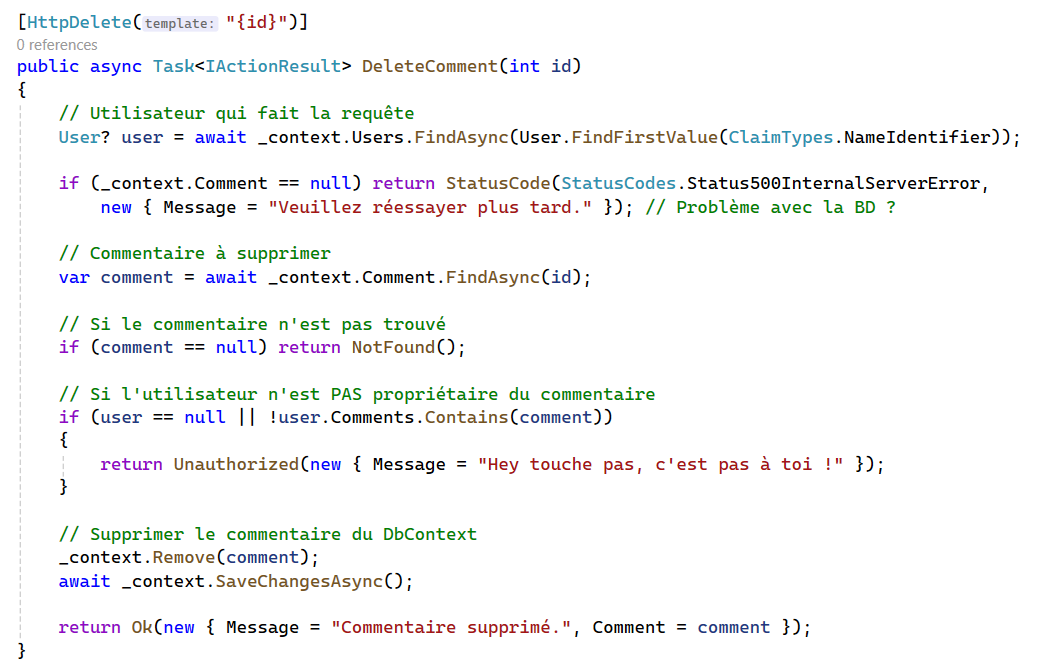 [HttpDelete(template: "{id}")]
0 references
public async Task<IActionResult> DeleteComment(int id)
{
// Utilisateur qui fait la requête
User? user = await _context.Users.FindAsync(User.FindFirstValue(ClaimTypes.NameIdentifier));
if (_context.Comment == null) return StatusCode(StatusCodes.Status500InternalServerError,
new { Message = "Veuillez réessayer plus tard." }); // Problème avec la BD ?
// Commentaire à supprimer
var comment = await _context.Comment.FindAsync(id);
// Si le commentaire n'est pas trouvé
if (comment == null) return NotFound();
// Si l'utilisateur n'est PAS propriétaire du commentaire
if (user == null || !user.Comments.Contains(comment))
{
return Unauthorized(new { Message = "Hey touche pas, c'est pas à toi !" });
}
// Supprimer le commentaire du DbContext
_context.Remove(comment);
await _context.SaveChangesAsync();
return Ok(new { Message = "Commentaire supprimé.", Comment = comment });
}